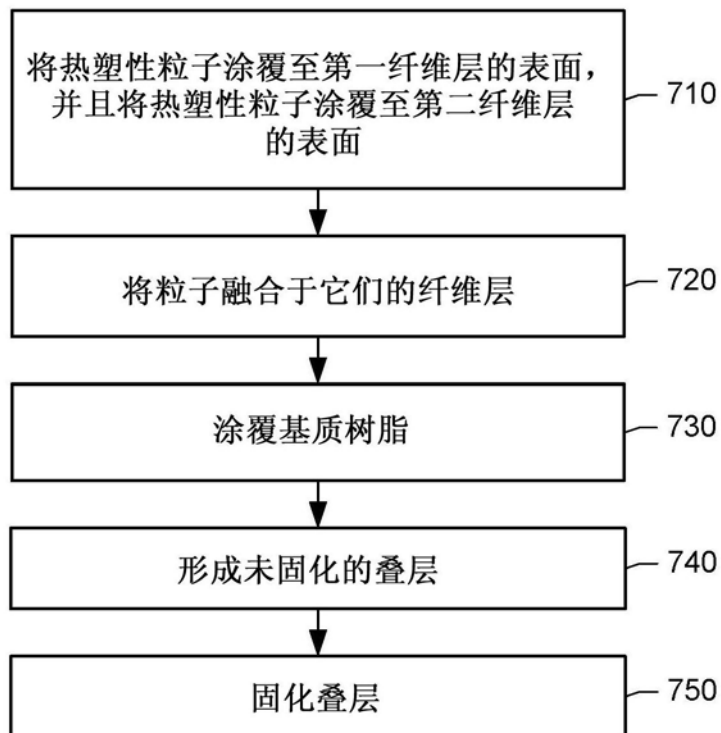 将热塑性粒子涂覆至第一纤维层的表面，
并且将热塑性粒子涂覆至第二纤维层
的表面
710
将粒子融合于它们的纤维层
720
涂覆基质树脂
730
形成未固化的叠层
740
固化叠层
750